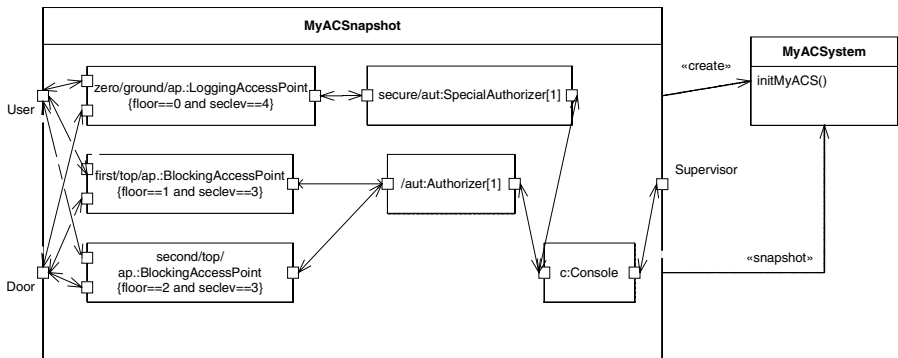 MyACSnapshot
MyACSystem
«create»
initMyACS()
zero/ground/ap.:LoggingAccessPoint
{floor==0 and seclev==4}
secure/aut:SpecialAuthorizer[1]
User
first/top/ap.:BlockingAccessPoint
{floor==1 and seclev==3}
/aut:Authorizer[1]
Supervisor
second/top/
ap.:BlockingAccessPoint
{floor==2 and seclev==3}
c:Console
«snapshot»
Door